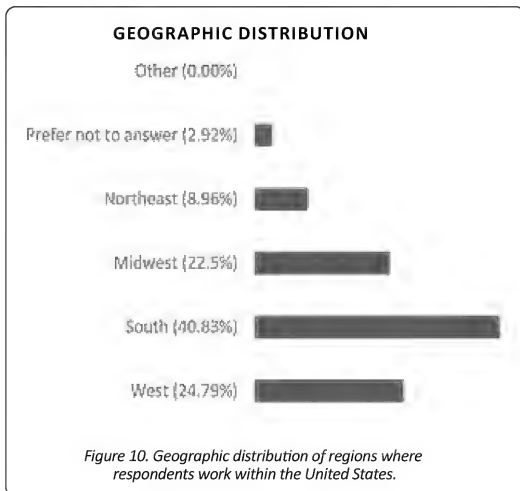 GEOGRAPHIC DISTRIBUTION
Other (0.00%)
Prefer not to answer (2.92%)
Northeast (8.96%)
Midwest (22.5%)
South (40.83%)
West (24.79%)
Figure 10. Geographic distribution of regions where
respondents work within the United States.